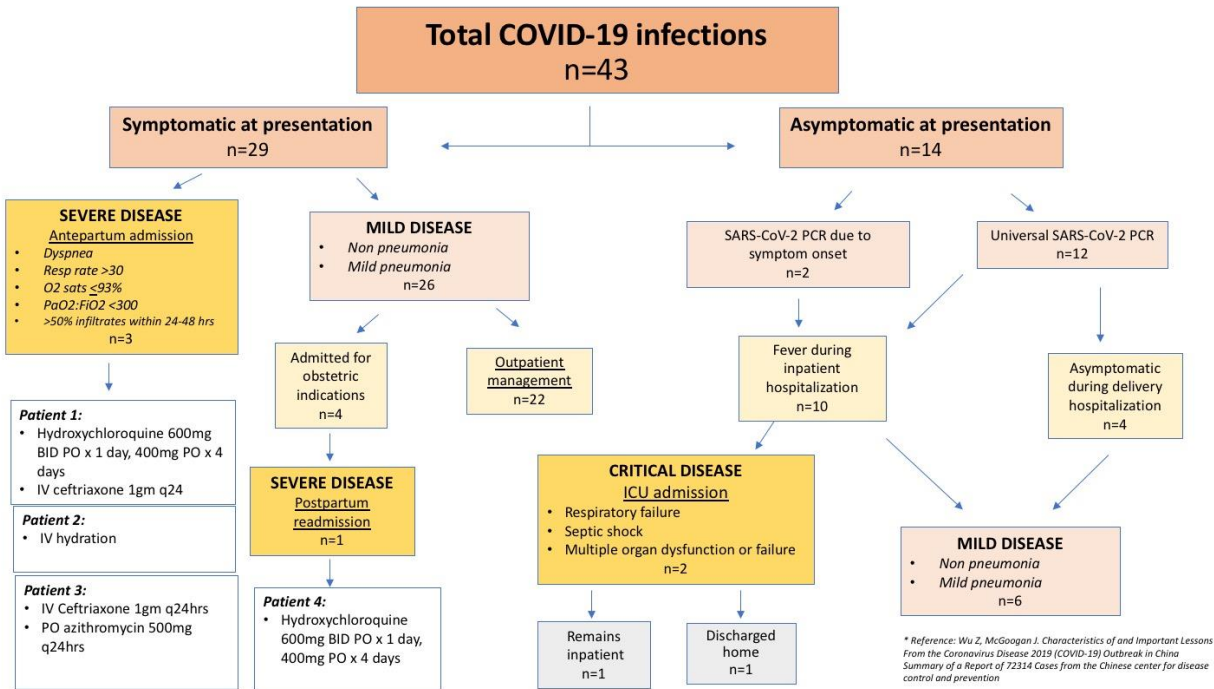 Total COVID-19 infections
n=43
Symptomatic at presentation
n=29
Asymptomatic at presentation
n=14
SEVERE DISEASE
Antepartum admission
• Dyspnea
• Resp rate >30
• O2 sats ≤93%
• PaO2:FiO2 <300
• >50% infiltrates within 24-48 hrs
n=3
MILD DISEASE
• Non pneumonia
• Mild pneumonia
n=26
SARS-CoV-2 PCR due to
symptom onset
n=2
Universal SARS-CoV-2 PCR
n=12
Admitted for
obstetric
indications
n=4
Outpatient
management
n=22
Fever during
inpatient
hospitalization
n=10
Asymptomatic
during delivery
hospitalization
n=4
Patient 1:
• Hydroxychloroquine 600mg
BID PO x 1 day, 400mg PO x 4
days
• IV ceftriaxone 1gm q24
Patient 2:
• IV hydration
Patient 3:
• IV Ceftriaxone 1gm q24hrs
• PO azithromycin 500mg
q24hrs
SEVERE DISEASE
Postpartum
readmission
n=1
Patient 4:
• Hydroxychloroquine
600mg BID PO x 1 day,
400mg PO x 4 days
CRITICAL DISEASE
ICU admission
• Respiratory failure
• Septic shock
• Multiple organ dysfunction or failure
n=2
Remains
inpatient
n=1
Discharged
home
n=1
MILD DISEASE
• Non pneumonia
• Mild pneumonia
n=6
* Reference: Wu Z, McGoogan J. Characteristics of and Important Lessons
From the Coronavirus Disease 2019 (COVID-19) Outbreak in China
Summary of a Report of 72314 Cases from the Chinese center for disease
control and prevention